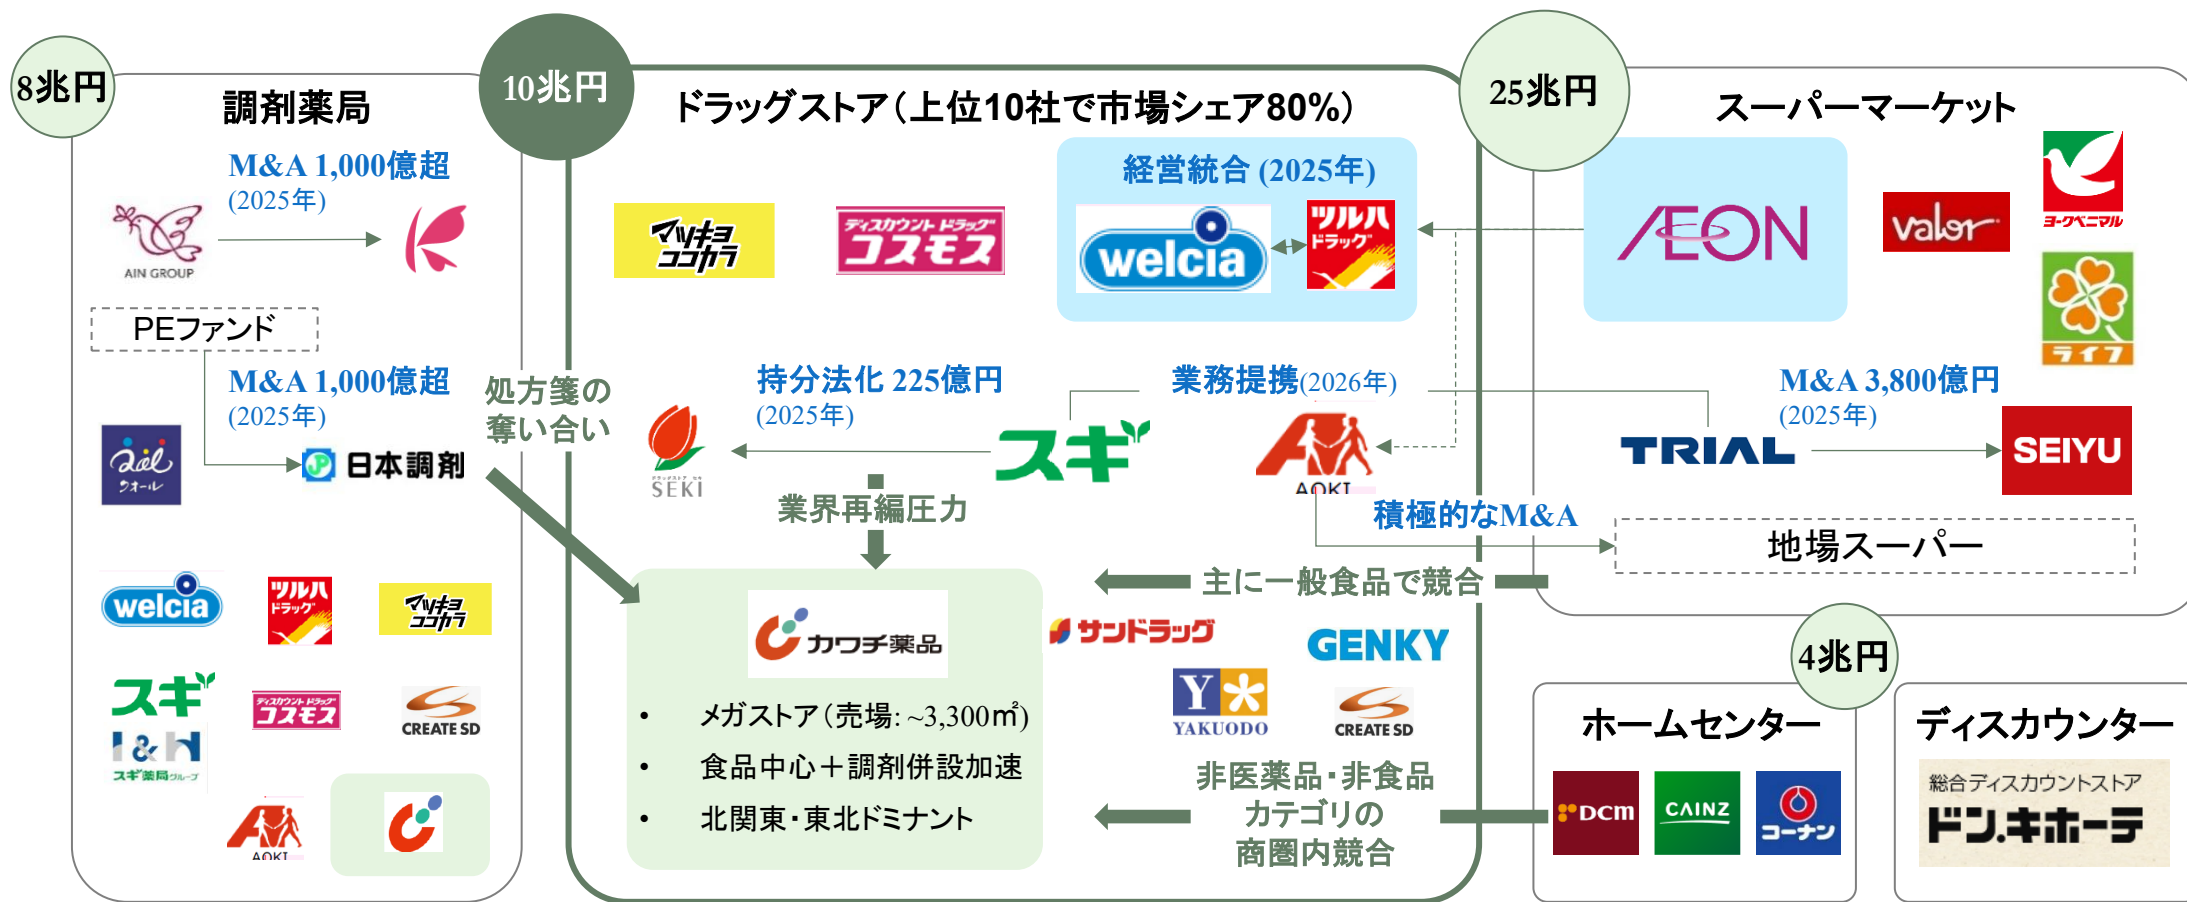 8兆円
調剤薬局
M&A 1,000億超
(2025年)
AIN GROUP
PEファンド
M&A 1,000億超
(2025年)
クオール
日本調剤
welcia
ツルハ
ドラッグ
マツキヨ
ココカラ
スギ
I&H
スギ薬局グループ
ディスカウント ドラッグ
コスモス
CREATE SD
AOKI
処方箋の
奪い合い
10兆円
ドラッグストア(上位10社で市場シェア80%)
マツキヨ
ココカラ
ディスカウント ドラッグ
コスモス
経営統合 (2025年)
welcia
ツルハ
ドラッグ
持分法化 225億円
(2025年)
ドラッグストア セキ
SEKI
スギ
業務提携(2026年)
AOKI
業界再編圧力
積極的なM&A
主に一般食品で競合
カワチ薬品
• メガストア(売場: ~3,300㎡)
• 食品中心+調剤併設加速
• 北関東・東北ドミナント
サンドラッグ
GENKY
YAKUODO
CREATE SD
非医薬品・非食品
カテゴリの
商圏内競合
25兆円
スーパーマーケット
AEON
valor
ヨークベニマル
ライフ
M&A 3,800億円
(2025年)
TRIAL
SEIYU
地場スーパー
4兆円
ホームセンター
DCM
CAINZ
コーナン
ディスカウンター
総合ディスカウントストア
ドン.キホーテ